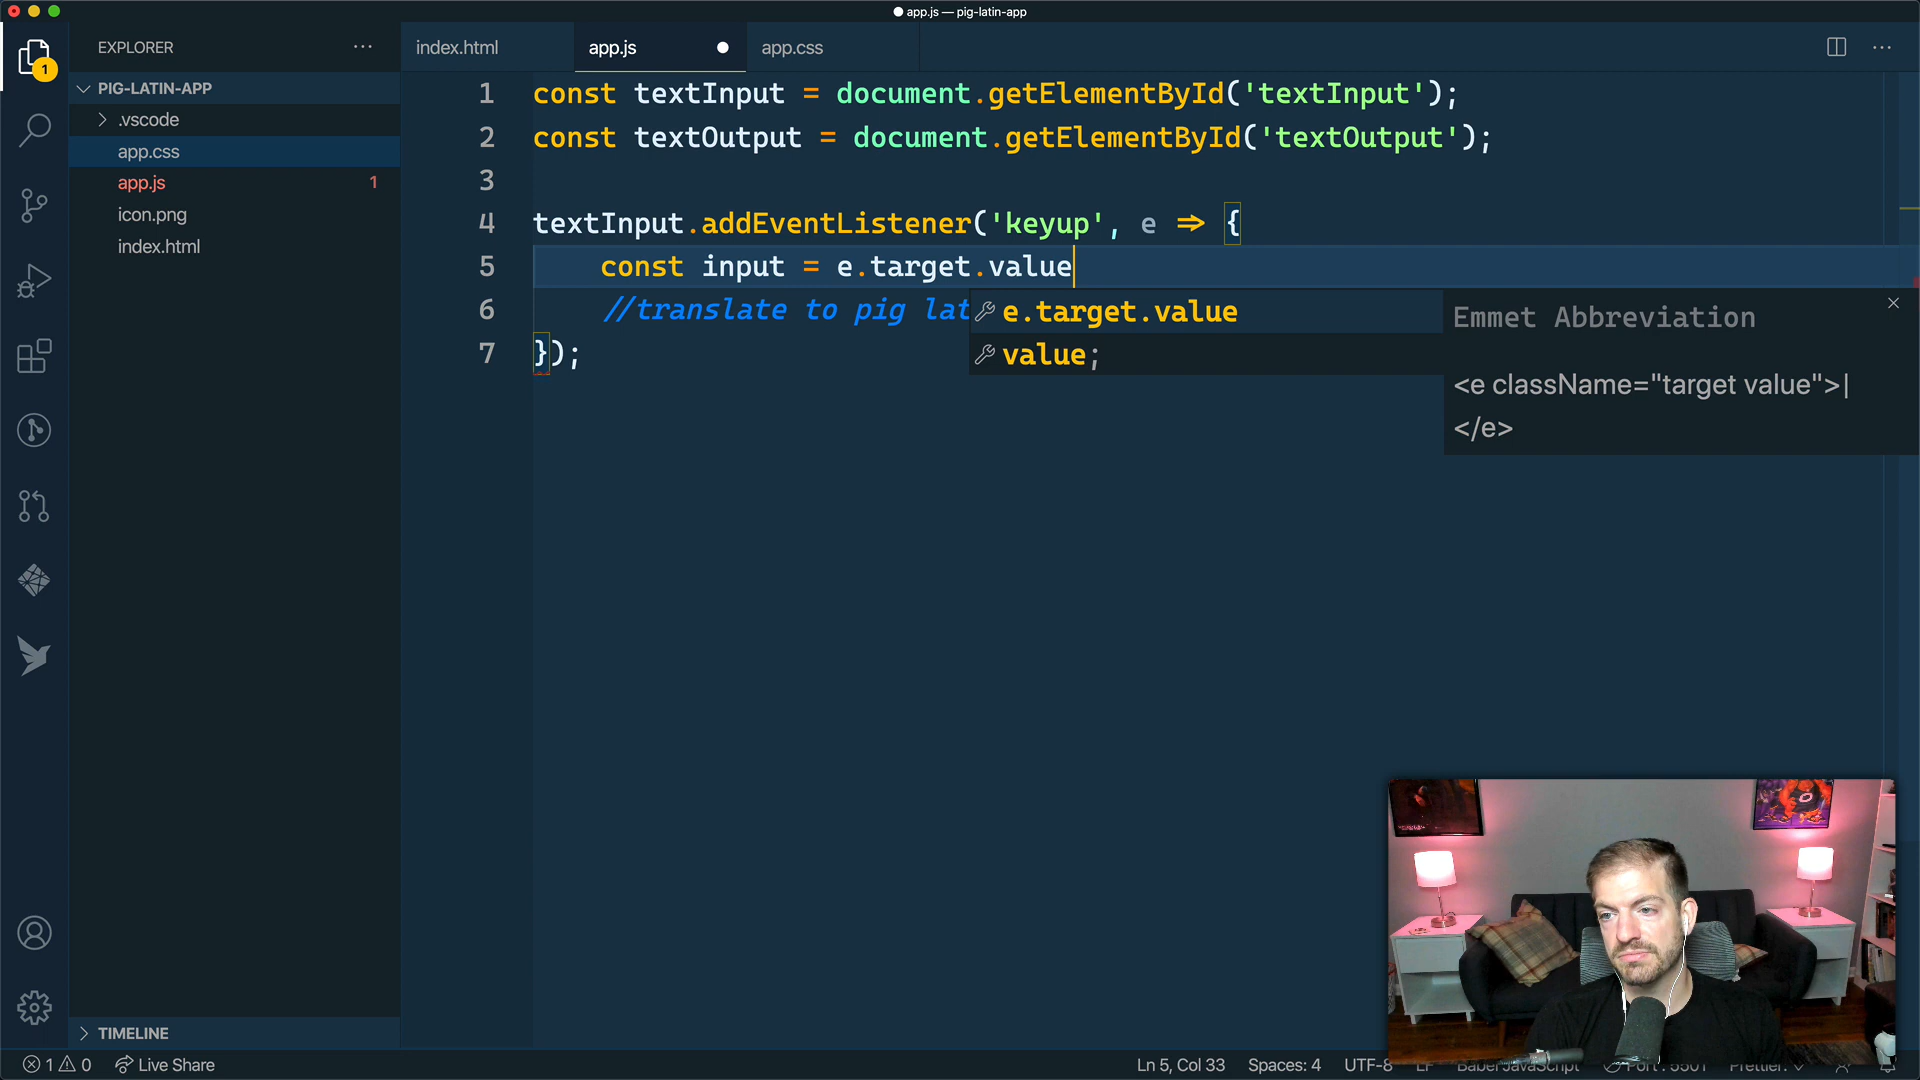 app.js — pig-latin-app
EXPLORER
index.html
app.js
app.css
1
PIG-LATIN-APP
.vscode
app.css
app.js 1
icon.png
index.html
1 const textInput = document.getElementById('textInput');
2 const textOutput = document.getElementById('textOutput');
3
4 textInput.addEventListener('keyup', e => {
5 const input = e.target.value
6 //translate to pig lat
7 });
e.target.value
value;
Emmet Abbreviation
<e className="target value">|
</e>
TIMELINE
1 0 Live Share
Ln 5, Col 33 Spaces: 4 UTF-8 LF Babel JavaScript Port : 5501 Prettier: